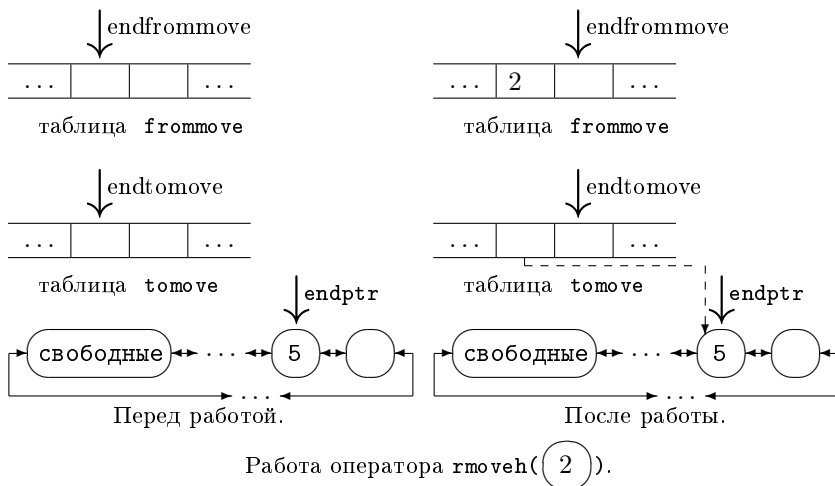 endfrommove endfrommove
... ... ... 2 ...
таблица frommove таблица frommove
endtomove endtomove
... ... ... ...
таблица tomove таблица tomove
endptr endptr
свободные ... 5 свободные ... 5
... ...
Перед работой. После работы.
Работа оператора rmoveh( 2 ).